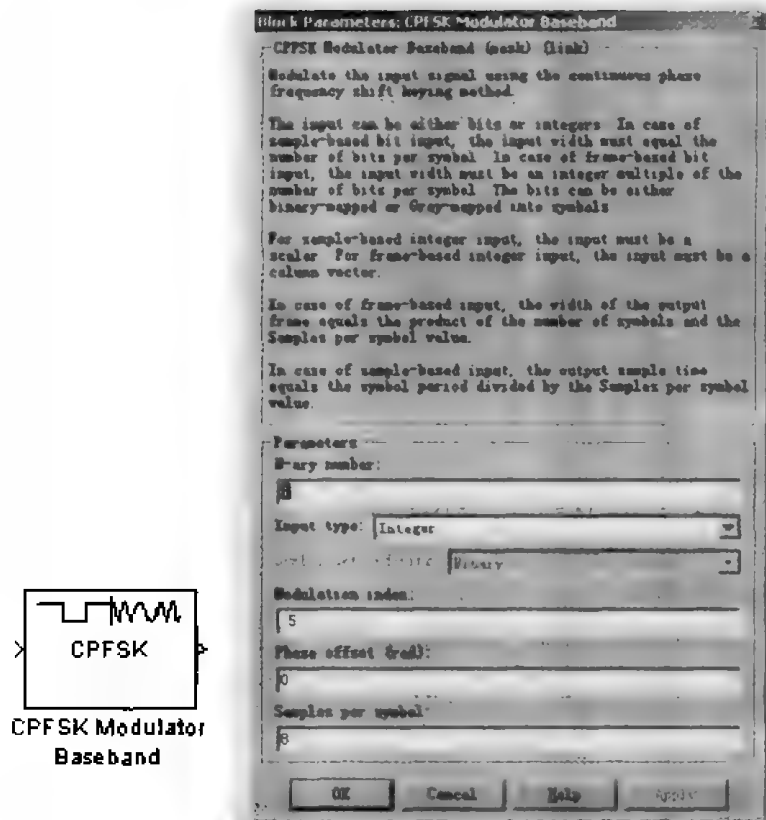 Block Parameters: CPFSK Modulator Baseband
CPFSK Modulator Baseband (mask) (link)
Modulate the input signal using the continuous phase
frequency shift keying method.
The input can be either bits or integers. In case of
sample-based bit input, the input width must equal the
number of bits per symbol. In case of frame-based bit
input, the input width must be an integer multiple of the
number of bits per symbol. The bits can be either
binary-mapped or Gray-mapped into symbols
For sample-based integer input, the input must be a
scalar. For frame-based integer input, the input must be a
column vector.
In case of frame-based input, the width of the output
frame equals the product of the number of symbols and the
Samples per symbol value.
In case of sample-based input, the output sample time
equals the symbol period divided by the Samples per symbol
value.
Parameters
M-ary number:
Input type: Integer
Binary
Modulation index:
.5
Phase offset (rad):
0
Samples per symbol:
8
OK Cancel Help Apply
CPFSK
CPFSK Modulator
Baseband